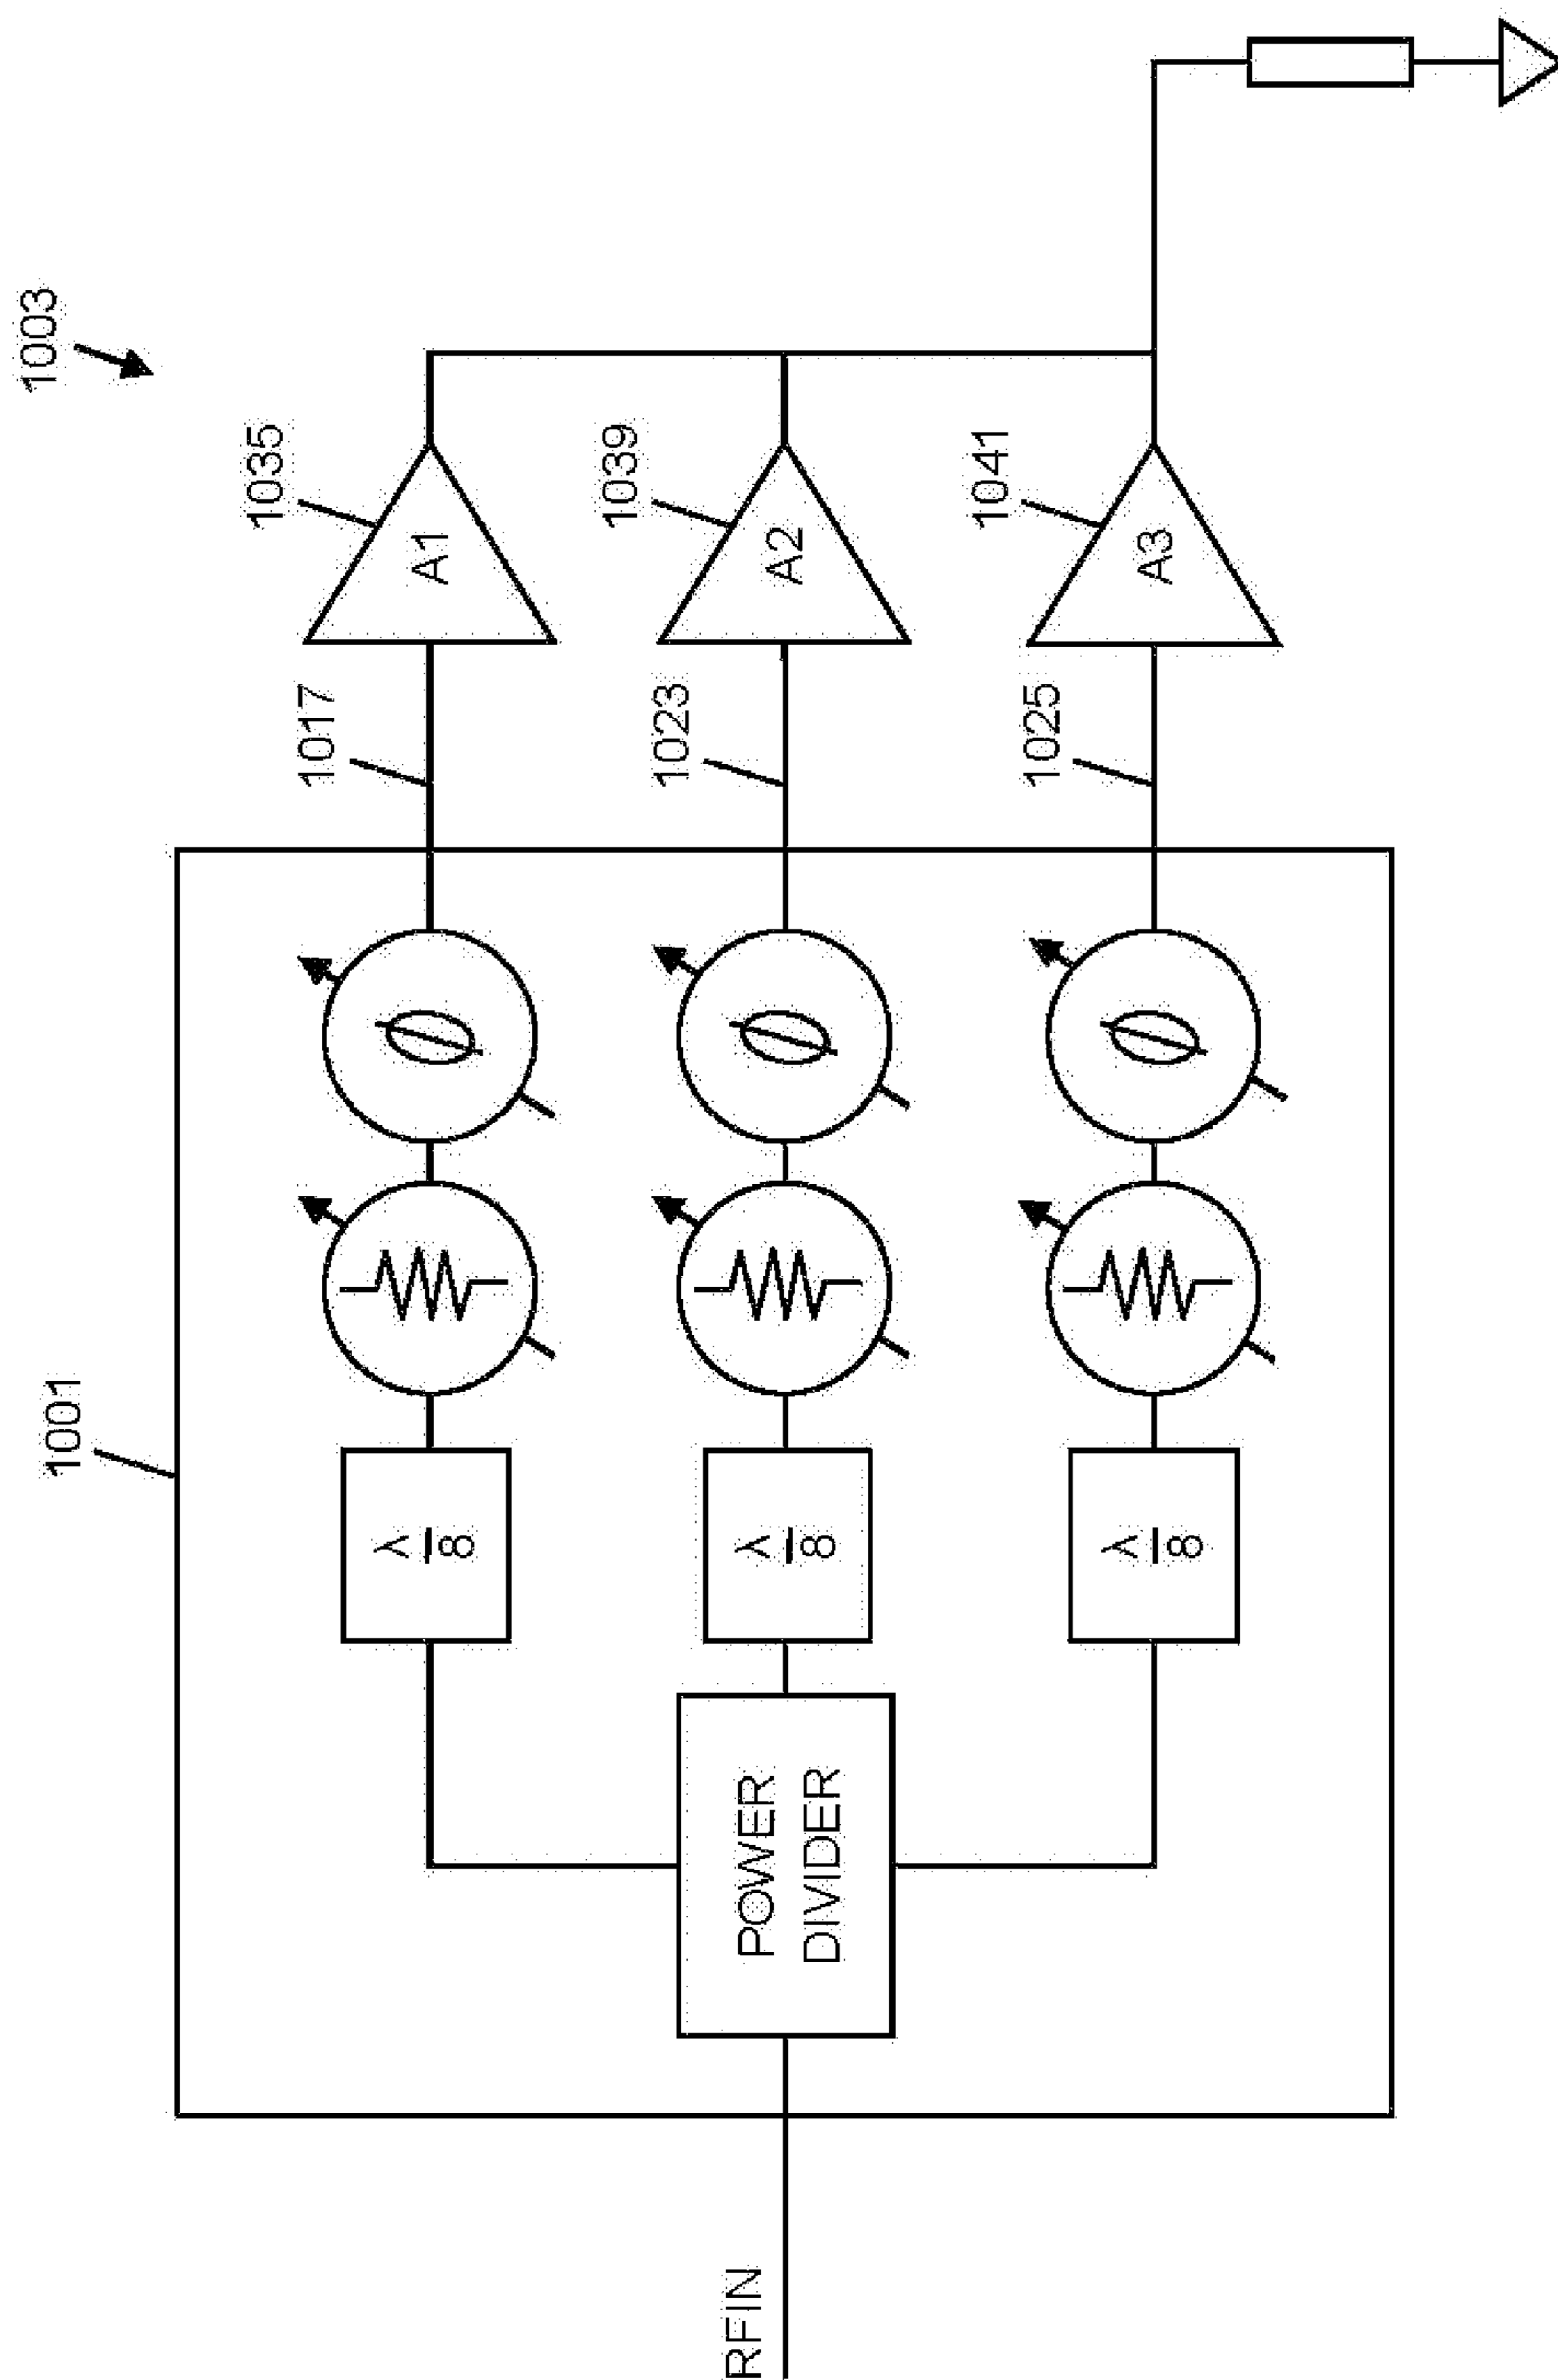 1003
1001
1017
1035
A1
λ
8
λ
8
λ
8
1023
1039
A2
1025
1041
A3
POWER
DIVIDER
RFIN